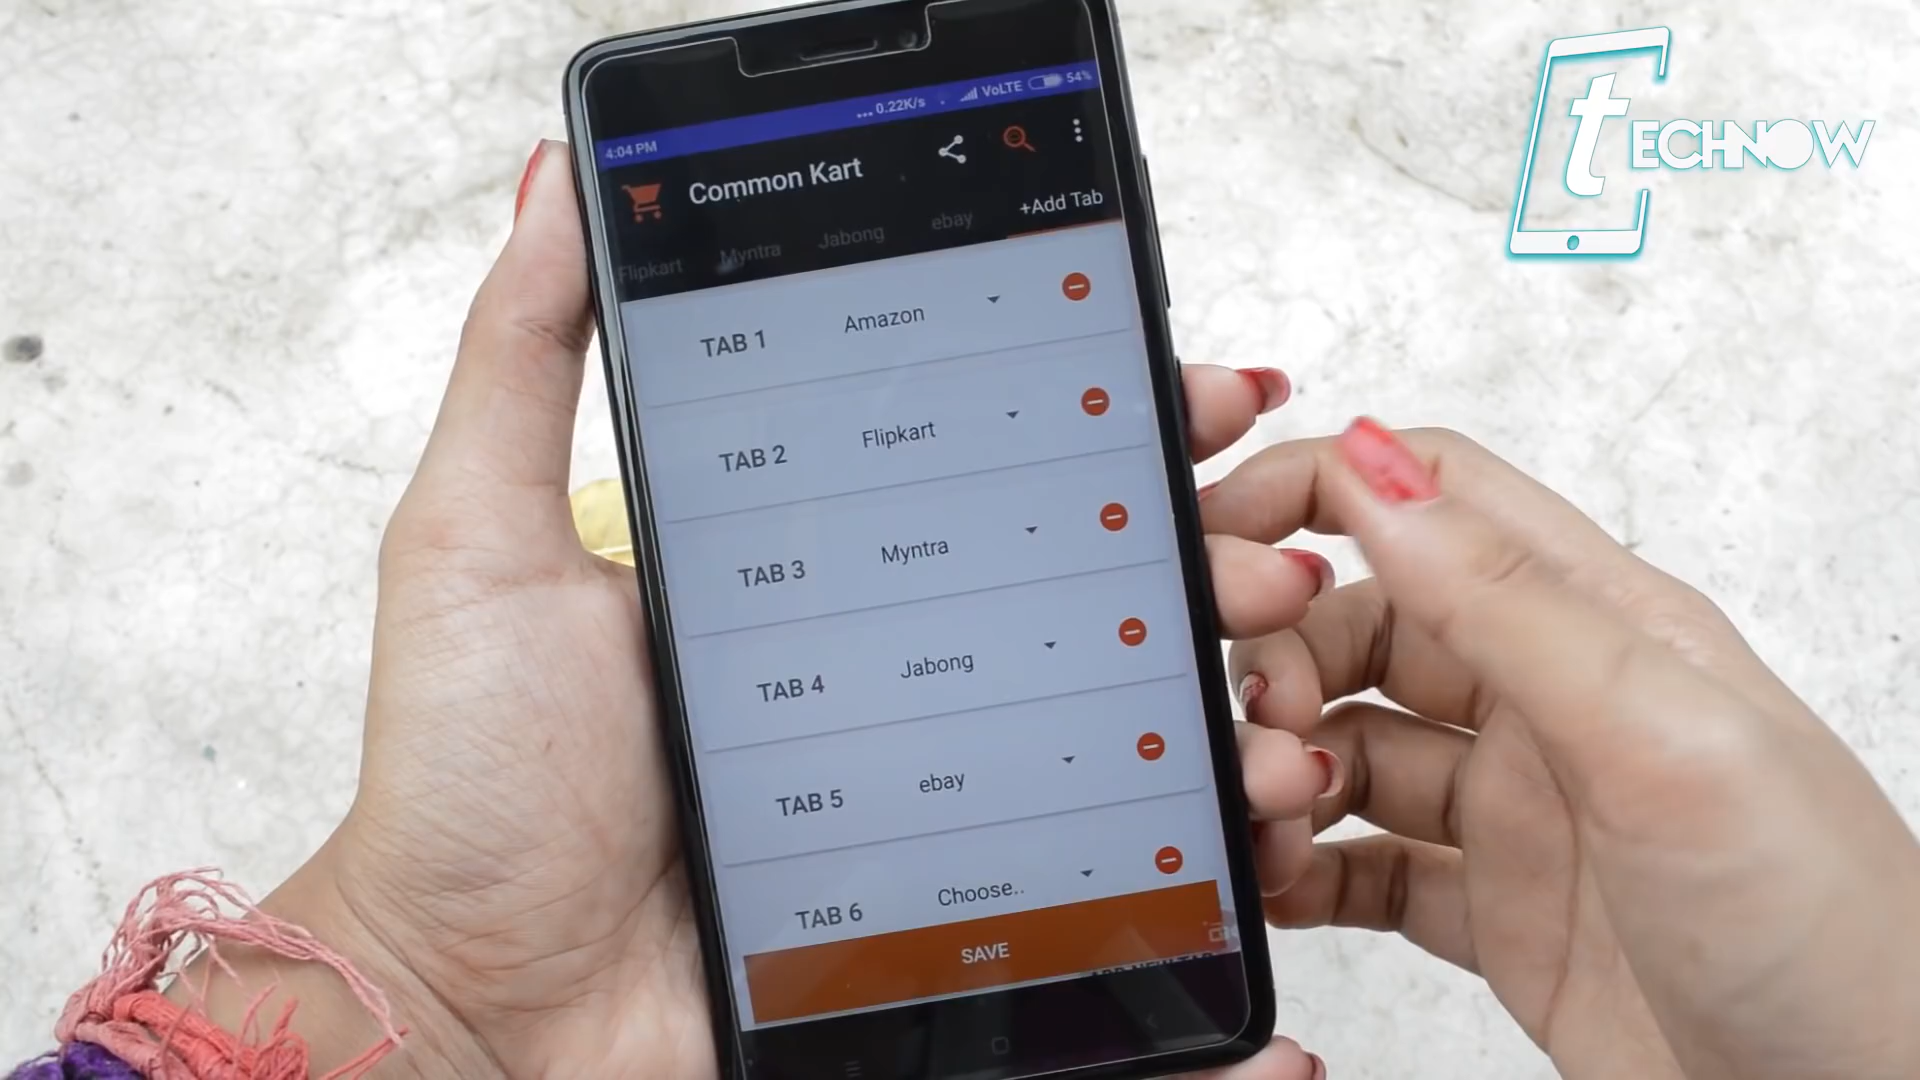 tECHNOW
4:04 PM ...0.22K/s VoLTE 54%
Common Kart
Flipkart Myntra Jabong ebay +Add Tab
TAB 1 Amazon
TAB 2 Flipkart
TAB 3 Myntra
TAB 4 Jabong
TAB 5 ebay
TAB 6 Choose..
SAVE